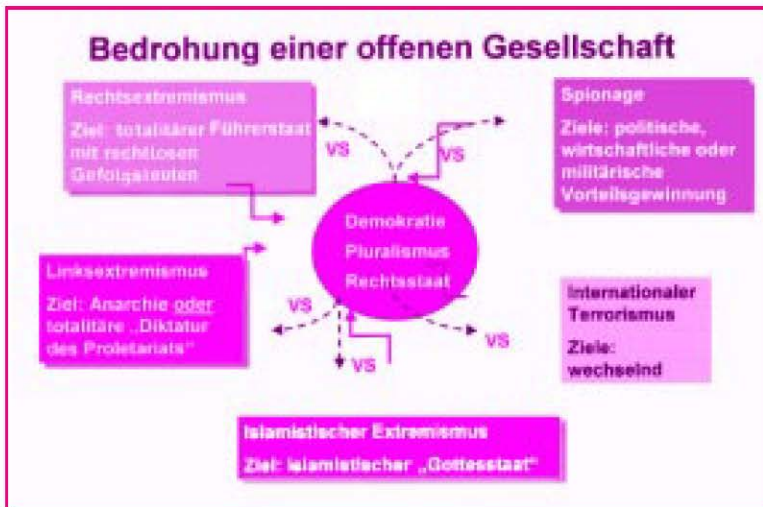 Bedrohung einer offenen Gesellschaft
Rechtsextremismus
Ziel: totalitärer Führerstaat
mit rechtlosen
Gefolgsleuten
Spionage
Ziele: politische,
wirtschaftliche oder
militärische
Vorteilsgewinnung
VS
VS
Demokratie
Pluralismus
Rechtsstaat
Linksextremismus
Ziel: Anarchie oder
totalitäre „Diktatur
des Proletariats“
VS
VS
VS
Internationaler
Terrorismus
Ziele:
wechselnd
Islamistischer Extremismus
Ziel: Islamistischer „Gottesstaat“